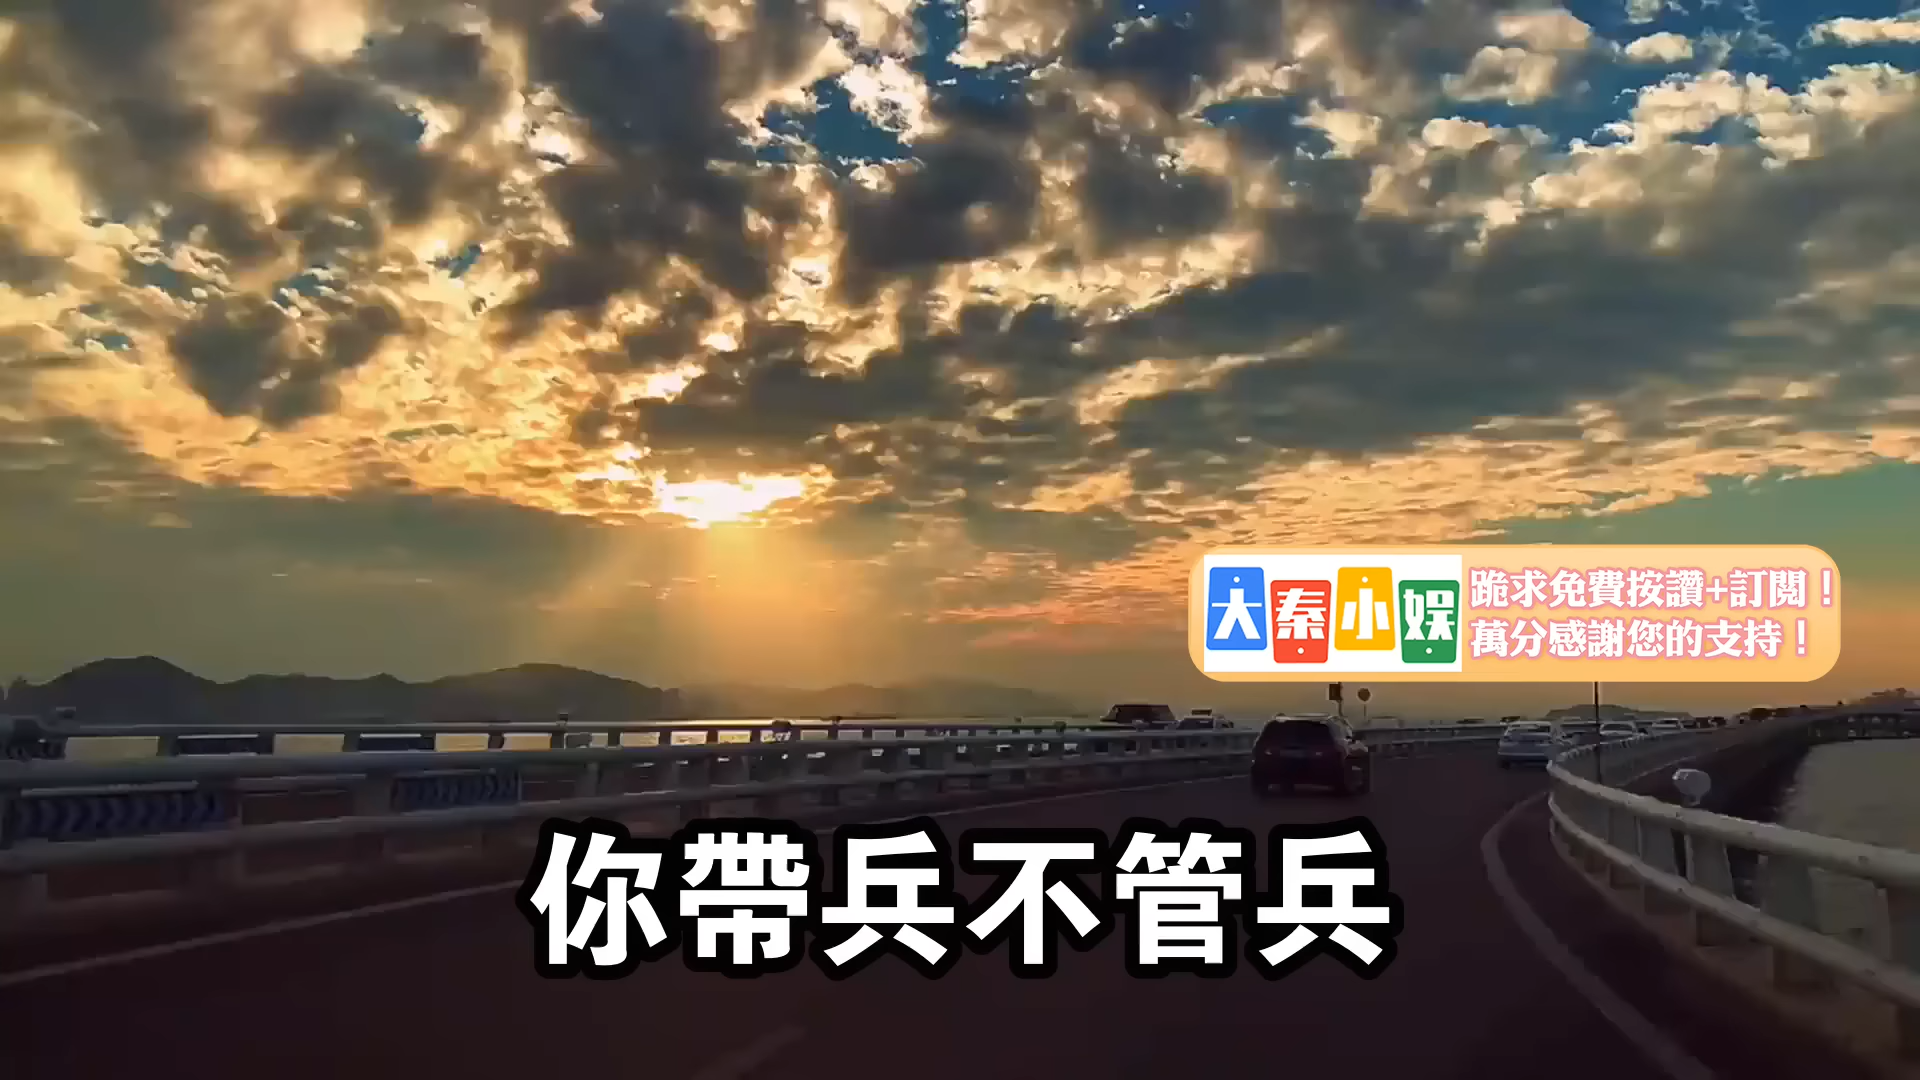 大秦小娱
跪求免費按讚+訂閱！
萬分感謝您的支持！
你帶兵不管兵